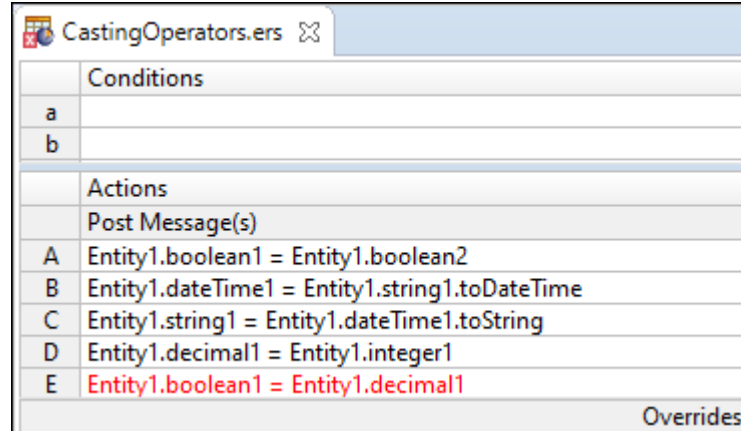 CastingOperators.ers
Conditions
a
b
Actions
Post Message(s)
A Entity1.boolean1 = Entity1.boolean2
B Entity1.dateTime1 = Entity1.string1.toDateTime
C Entity1.string1 = Entity1.dateTime1.toString
D Entity1.decimal1 = Entity1.integer1
E Entity1.boolean1 = Entity1.decimal1
Overrides